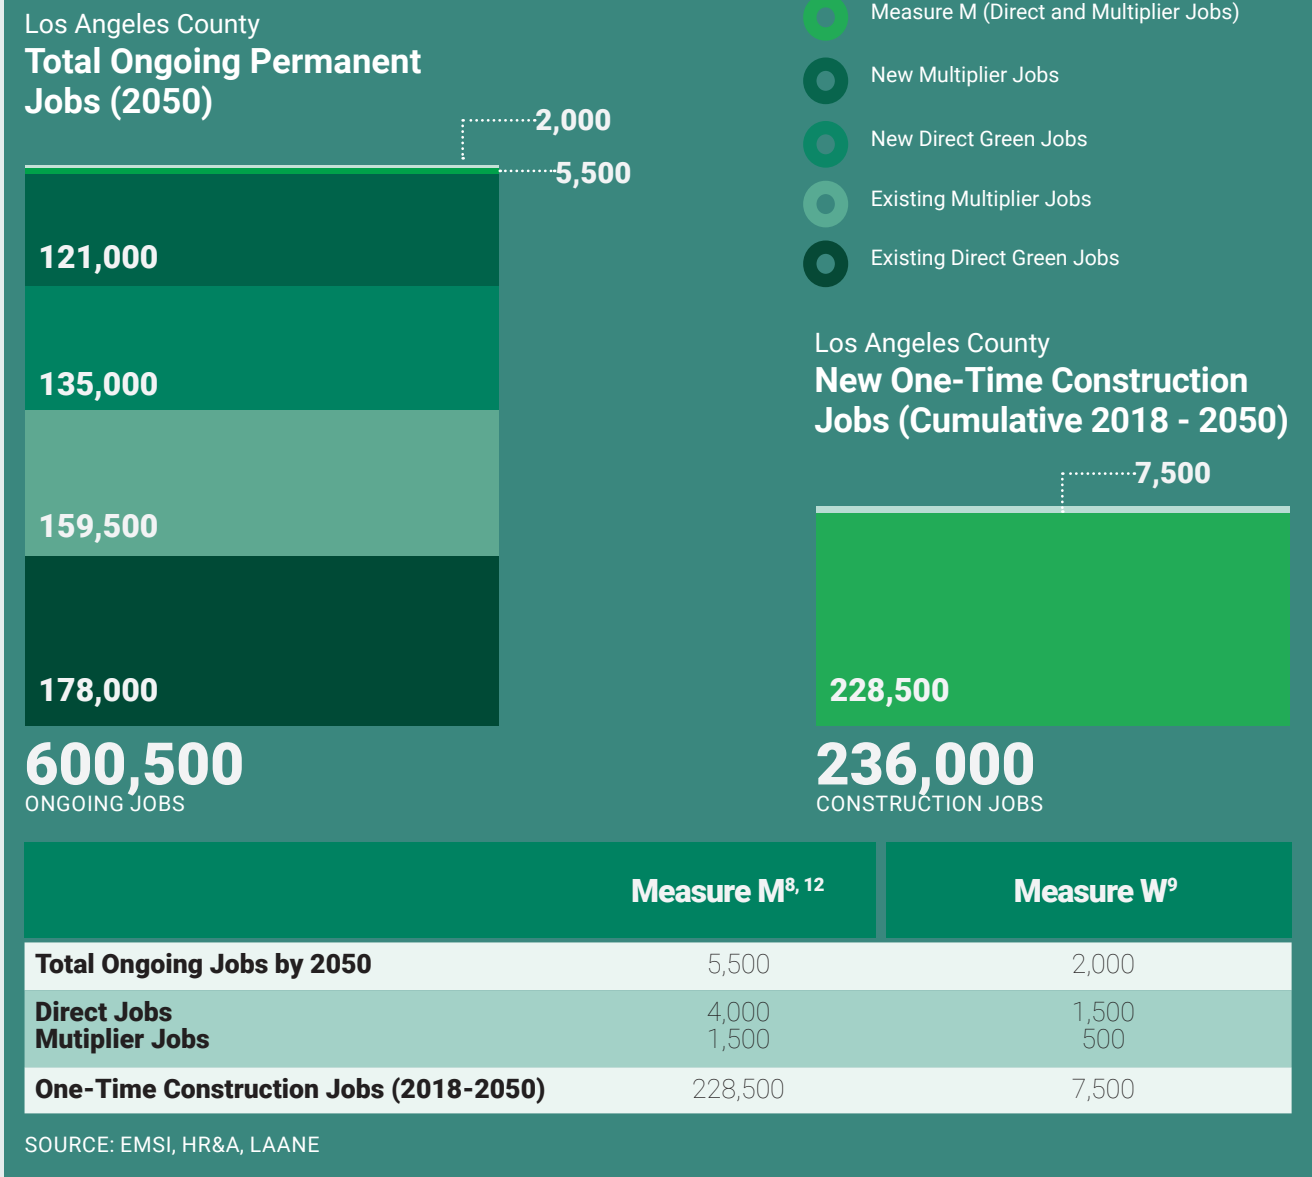 Los Angeles County
Total Ongoing Permanent
Jobs (2050)
2,000
5,500
121,000
135,000
159,500
178,000
600,500
ONGOING JOBS
Measure M (Direct and Multiplier Jobs)
New Multiplier Jobs
New Direct Green Jobs
Existing Multiplier Jobs
Existing Direct Green Jobs
Los Angeles County
New One-Time Construction
Jobs (Cumulative 2018 - 2050)
7,500
228,500
236,000
CONSTRUCTION JOBS
Measure M8, 12 Measure W9
Total Ongoing Jobs by 2050 5,500 2,000
Direct Jobs 4,000 1,500
Mutiplier Jobs 1,500 500
One-Time Construction Jobs (2018-2050) 228,500 7,500
SOURCE: EMSI, HR&A, LAANE